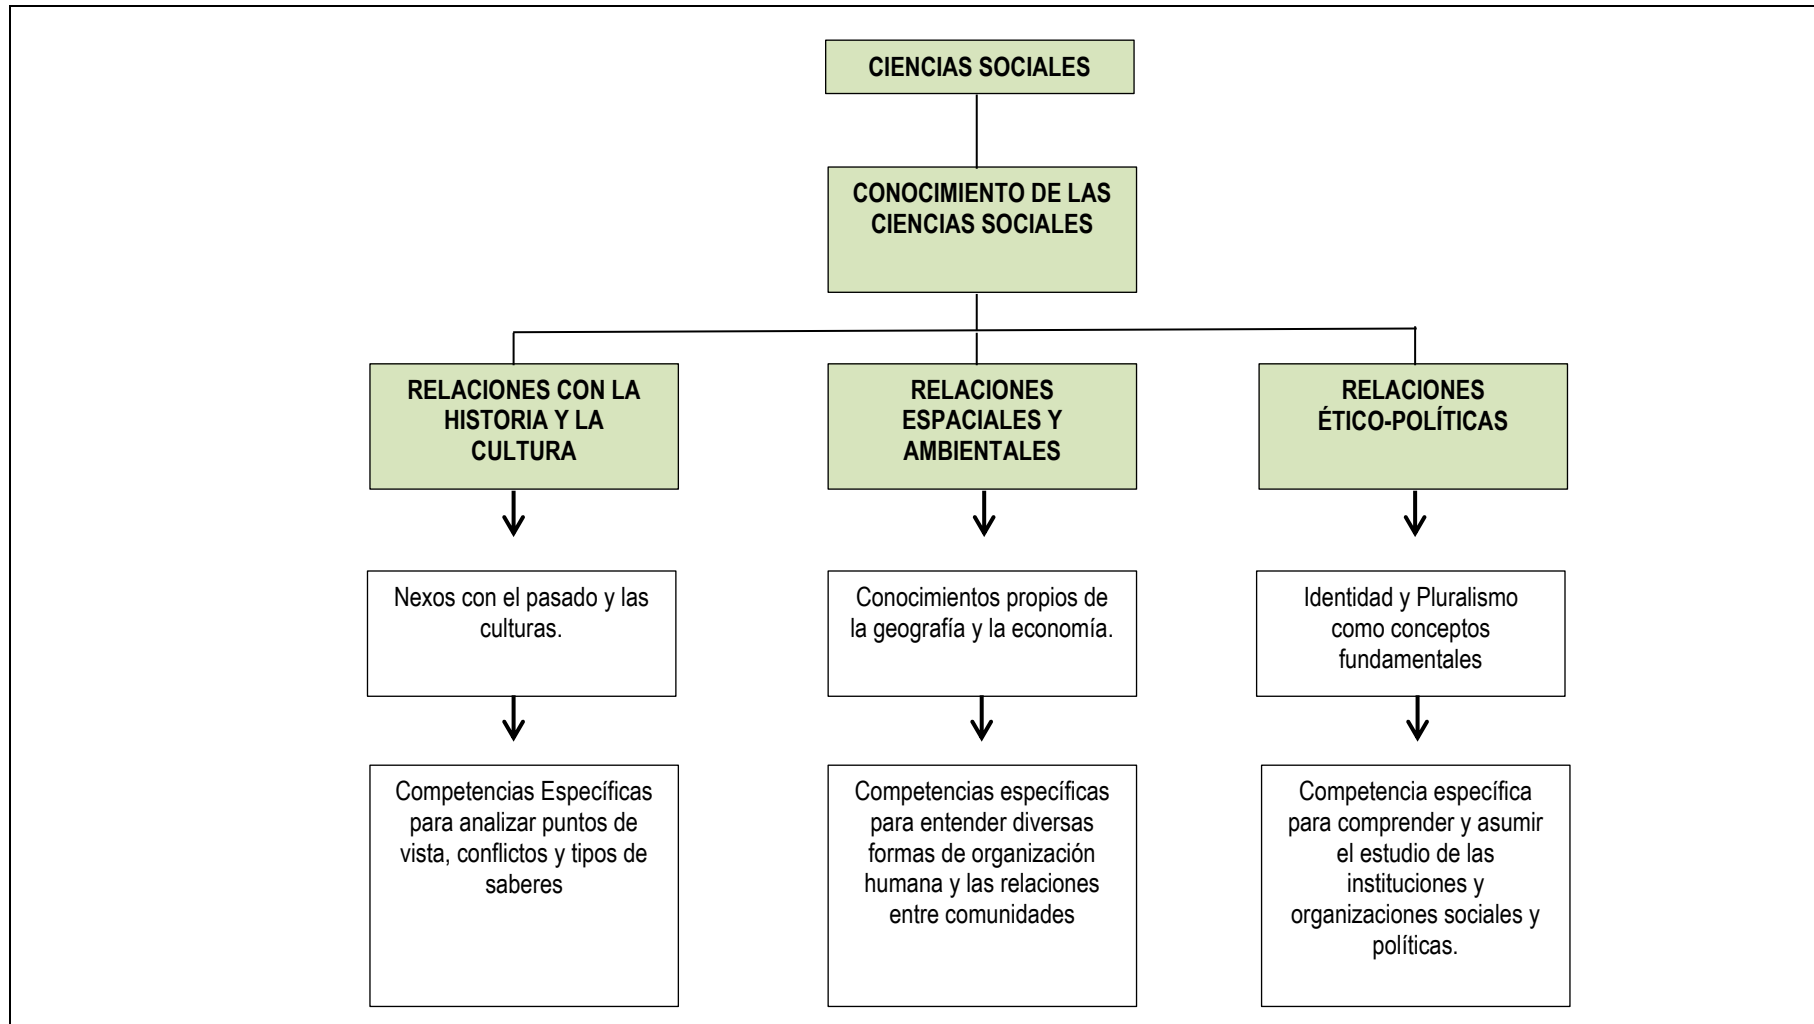 CIENCIAS SOCIALES
CONOCIMIENTO DE LAS
CIENCIAS SOCIALES
RELACIONES CON LA
HISTORIA Y LA
CULTURA
RELACIONES
ESPACIALES Y
AMBIENTALES
RELACIONES
ÉTICO-POLÍTICAS
Nexos con el pasado y las
culturas.
Conocimientos propios de
la geografía y la economía.
Identidad y Pluralismo
como conceptos
fundamentales
Competencias Específicas
para analizar puntos de
vista, conflictos y tipos de
saberes
Competencias específicas
para entender diversas
formas de organización
humana y las relaciones
entre comunidades
Competencia específica
para comprender y asumir
el estudio de las
instituciones y
organizaciones sociales y
políticas.